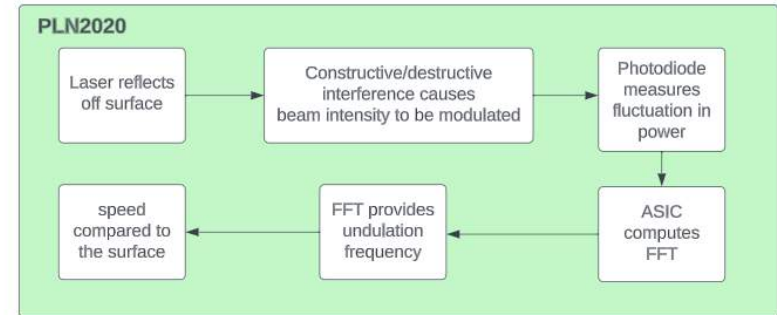 PLN2020
Laser reflects
off surface
Constructive/destructive
interference causes
beam intensity to be modulated
Photodiode
measures
fluctuation in
power
ASIC
computes
FFT
FFT provides
undulation
frequency
speed
compared to
the surface